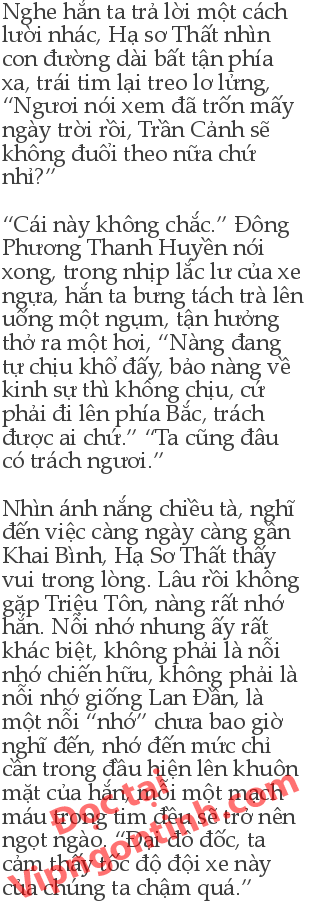 Nghe hắn ta trả lời một cách
lười nhác, Hạ sơ Thất nhìn
con đường dài bất tận phía
xa, trái tim lại treo lơ lửng,
“Ngươi nói xem đã trốn mấy
ngày trời rồi, Trần Cảnh sẽ
không đuổi theo nữa chứ
nhỉ?”
“Cái này không chắc.” Đông
Phương Thanh Huyền nói
xong, trong nhịp lắc lư của xe
ngựa, hắn ta bưng tách trà lên
uống một ngụm, tận hưởng
thở ra một hơi, “Nàng đang
tự chịu khổ đấy, bảo nàng về
kinh sự thì không chịu, cứ
phải đi lên phía Bắc, trách
được ai chứ.” “Ta cũng đâu
có trách ngươi.”
Nhìn ánh nắng chiều tà, nghĩ
đến việc càng ngày càng gần
Khai Bình, Hạ Sơ Thất thấy
vui trong lòng. Lâu rồi không
gặp Triệu Tôn, nàng rất nhớ
hắn. Nỗi nhớ nhung ấy rất
khác biệt, không phải là nỗi
nhớ chiến hữu, không phải là
nỗi nhớ giống Lan Đần, là
một nỗi “nhớ” chưa bao giờ
nghĩ đến, nhớ đến mức chỉ
cần trong đầu hiện lên khuôn
mặt của hắn, mỗi một mạch
máu trong tim đều sẽ trở nên
ngọt ngào. “Đại đô đốc, ta
cảm thấy tốc độ đội xe này
của chúng ta chậm quá.”
Đọc tại
Vipngontinh.com